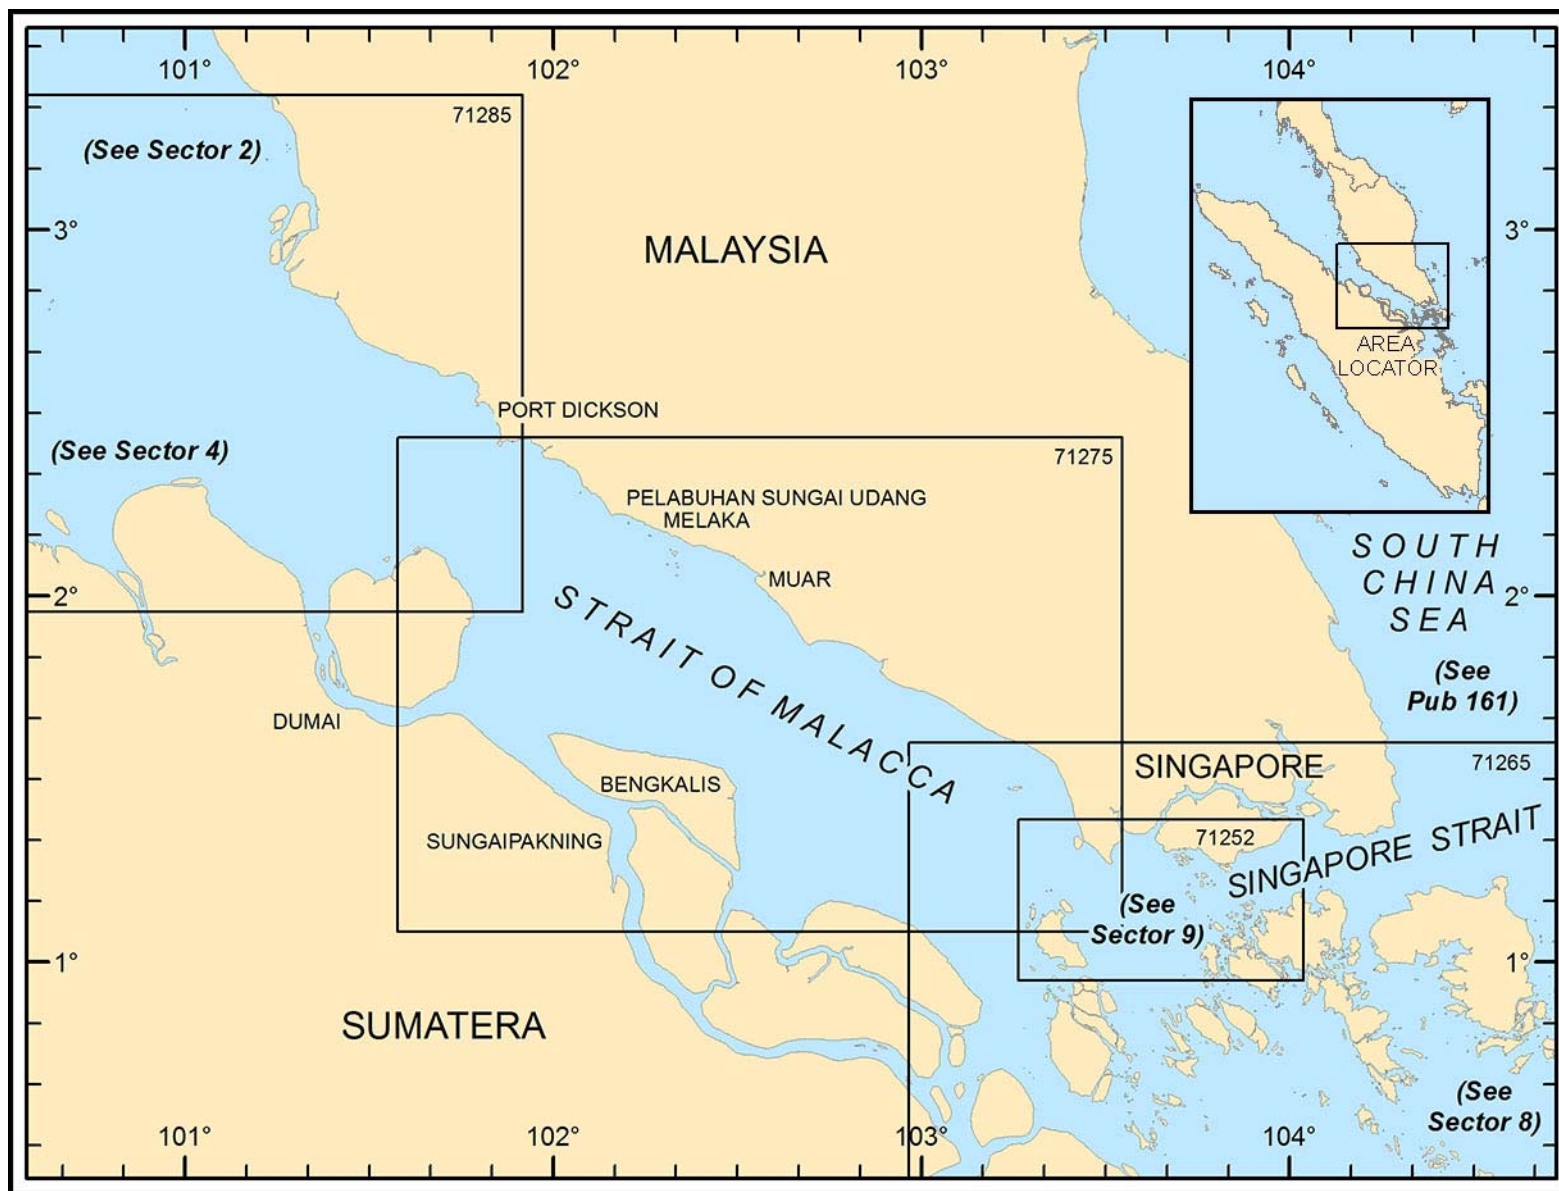 101°
102°
103°
104°
71285
(See Sector 2)
3°
MALAYSIA
3°
AREA
LOCATOR
PORT DICKSON
(See Sector 4)
71275
PELABUHAN SUNGAI UDANG
MELAKA
MUAR
SOUTH
CHINA
SEA
2°
2°
STRAIT OF MALACCA
(See
Pub 161)
DUMAI
SINGAPORE
71265
BENGKALIS
SUNGAIPAKNING
71252
SINGAPORE STRAIT
(See
Sector 9)
1°
1°
SUMATERA
(See
Sector 8)
101°
102°
103°
104°